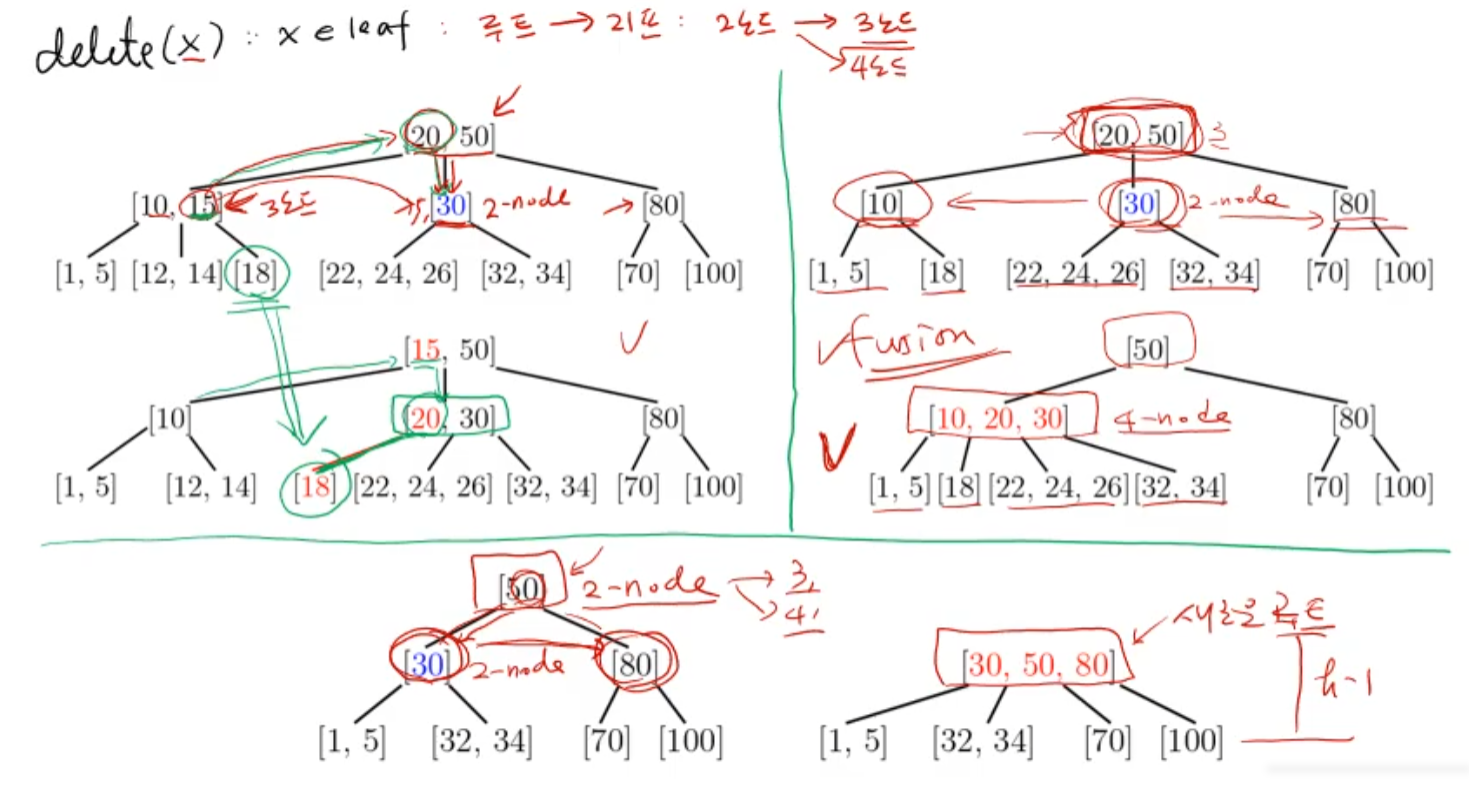 delete(x) : x ∈ leaf : 루트 → 리프 : 2노드 → 3노드
4노드
[20, 50]
[10, 15] 3노드 [30] 2-node [80]
[1, 5] [12, 14] [18] [22, 24, 26] [32, 34] [70] [100]
[15, 50]
[10] [20, 30] [80]
[1, 5] [12, 14] [18] [22, 24, 26] [32, 34] [70] [100]
[20, 50] 3
[10] [30] 2-node [80]
[1, 5] [18] [22, 24, 26] [32, 34] [70] [100]
fusion [50]
[10, 20, 30] 4-node [80]
[1, 5] [18] [22, 24, 26] [32, 34] [70] [100]
[50] 2-node → 3,
4,
[30] 2-node [80]
[1, 5] [32, 34] [70] [100]
새로운 루트
[30, 50, 80] h-1
[1, 5] [32, 34] [70] [100]